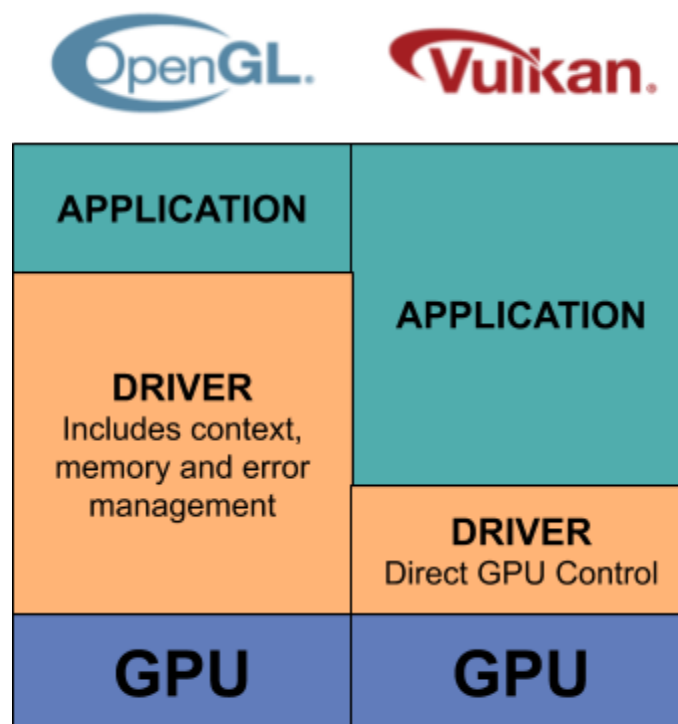 OpenGL.
Vulkan.
APPLICATION
DRIVER
Includes context,
memory and error
management
GPU
APPLICATION
DRIVER
Direct GPU Control
GPU